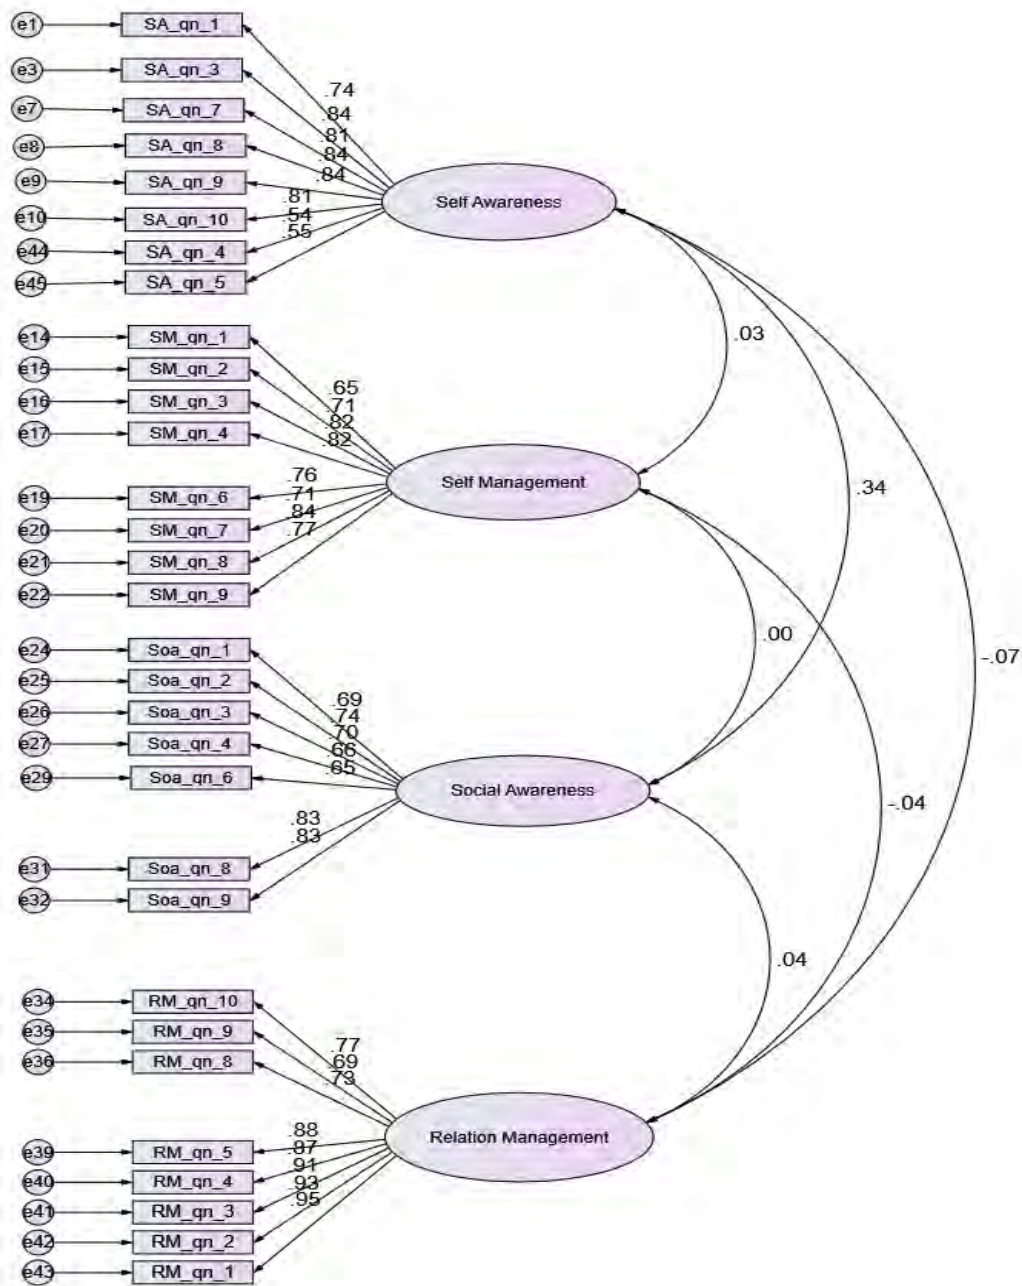 e1 SA_qn_1
e3 SA_qn_3
e7 SA_qn_7
e8 SA_qn_8
e9 SA_qn_9
e10 SA_qn_10
e44 SA_qn_4
e45 SA_qn_5
.74
.84
.81
.84
.84
.81
.54
.55
Self Awareness
e14 SM_qn_1
e15 SM_qn_2
e16 SM_qn_3
e17 SM_qn_4
e19 SM_qn_6
e20 SM_qn_7
e21 SM_qn_8
e22 SM_qn_9
.65
.71
.82
.82
.76
.71
.84
.77
Self Management
e24 Soa_qn_1
e25 Soa_qn_2
e26 Soa_qn_3
e27 Soa_qn_4
e29 Soa_qn_6
e31 Soa_qn_8
e32 Soa_qn_9
.69
.74
.70
.66
.65
.83
.83
Social Awareness
e34 RM_qn_10
e35 RM_qn_9
e36 RM_qn_8
e39 RM_qn_5
e40 RM_qn_4
e41 RM_qn_3
e42 RM_qn_2
e43 RM_qn_1
.77
.69
.73
.88
.87
.91
.93
.95
Relation Management
.03
.34
.00
-.07
-.04
.04